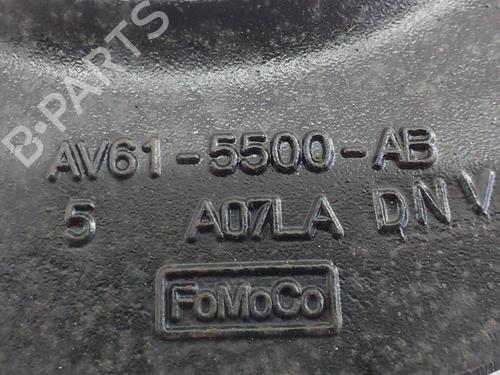 B-PARTS
AV61-5500-AB
5 A07LA DNV
FoMoCo